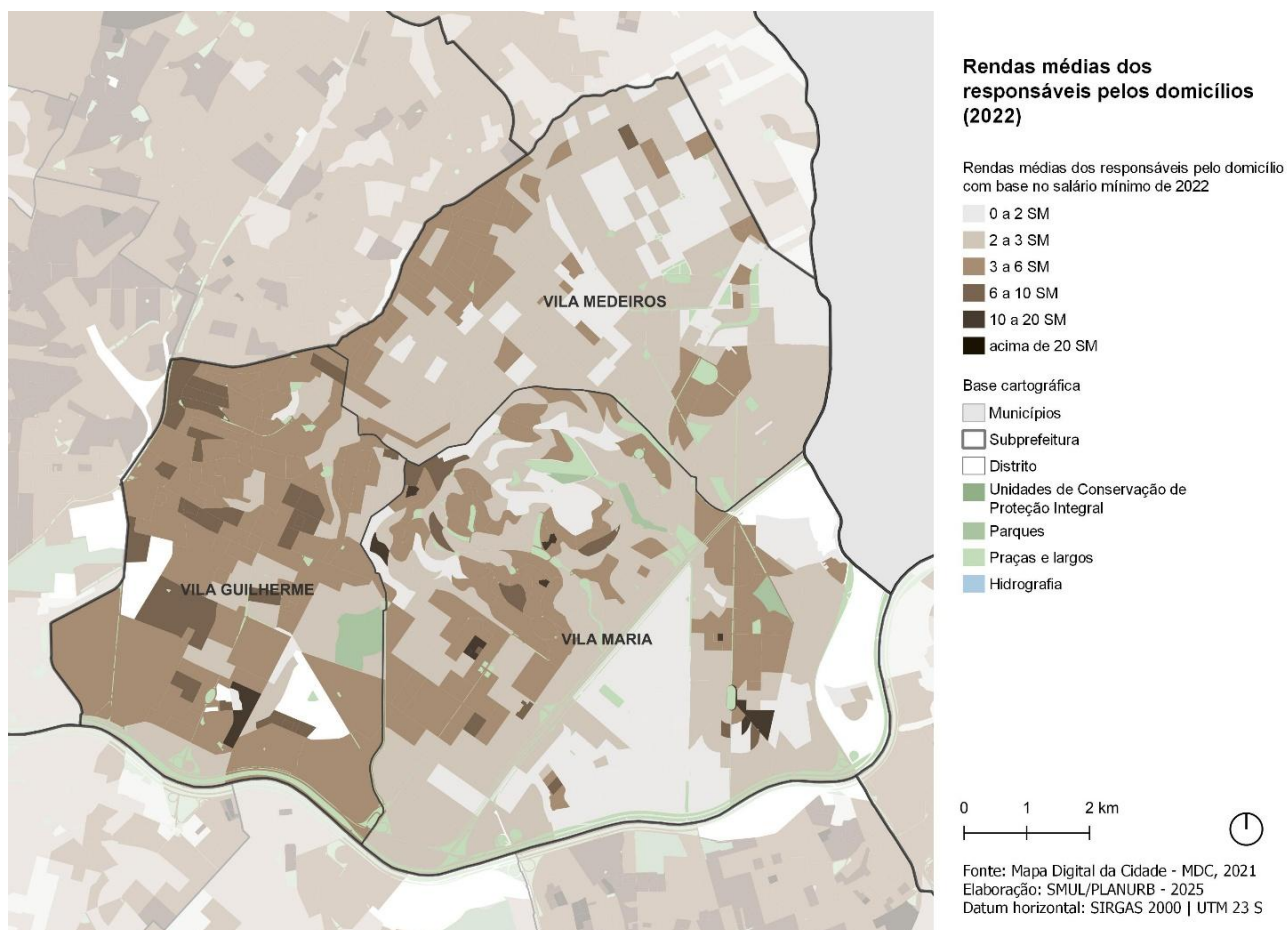 Rendas médias dos
responsáveis pelos domicílios
(2022)
Rendas médias dos responsáveis pelo domicílio
com base no salário mínimo de 2022
0 a 2 SM
2 a 3 SM
3 a 6 SM
6 a 10 SM
10 a 20 SM
acima de 20 SM
Base cartográfica
Municípios
Subprefeitura
Distrito
Unidades de Conservação de
Proteção Integral
Parques
Praças e largos
Hidrografia
VILA MEDEIROS
VILA GUILHERME
VILA MARIA
0 1 2 km
Fonte: Mapa Digital da Cidade - MDC, 2021
Elaboração: SMUL/PLANURB - 2025
Datum horizontal: SIRGAS 2000 | UTM 23 S